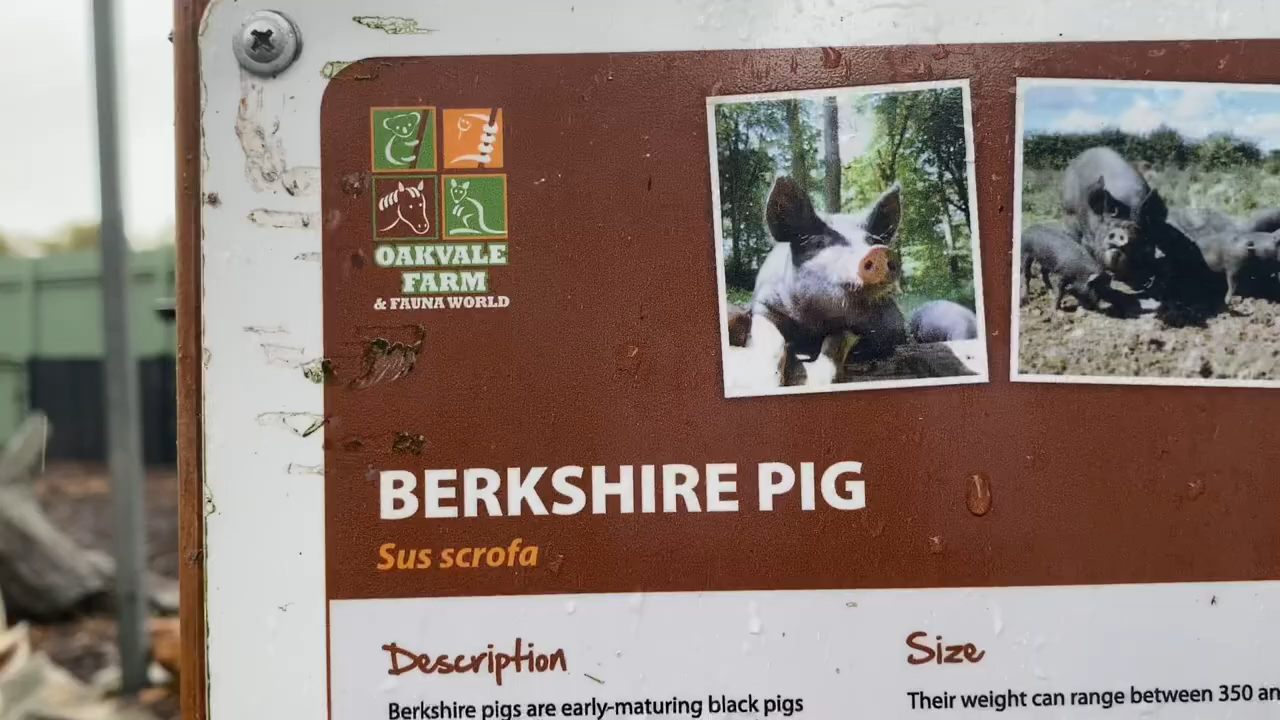 OAKVALE
FARM
& FAUNA WORLD
BERKSHIRE PIG
Sus scrofa
Description
Berkshire pigs are early-maturing black pigs
Size
Their weight can range between 350 an